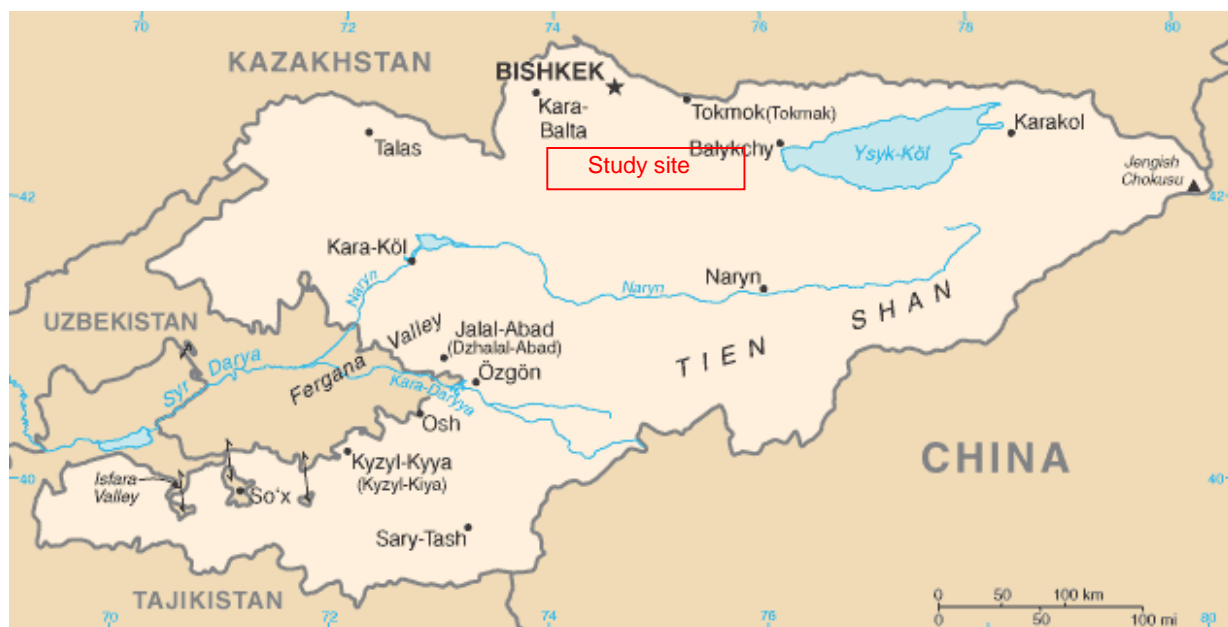 70
72
74
76
78
80
KAZAKHSTAN
BISHKEK
Kara-
Balta
Tokmok (Tokmak)
Talas
Balykchy
Ysyk-Köl
Karakol
Study site
Jengish
Chokusu
42
42
Kara-Köl
Naryn
Naryn
Naryn
UZBEKISTAN
Syr Darya
Fergana Valley
Jalal-Abad
(Dzhalal-Abad)
Özgön
Kara-Daryya
TIEN SHAN
Osh
CHINA
Kyzyl-Kyya
(Kyzyl-Kiya)
Isfara
Valley
So'x
40
40
Sary-Tash
TAJIKISTAN
0 50 100 km
0 50 100 mi
70
72
74
76
78
80